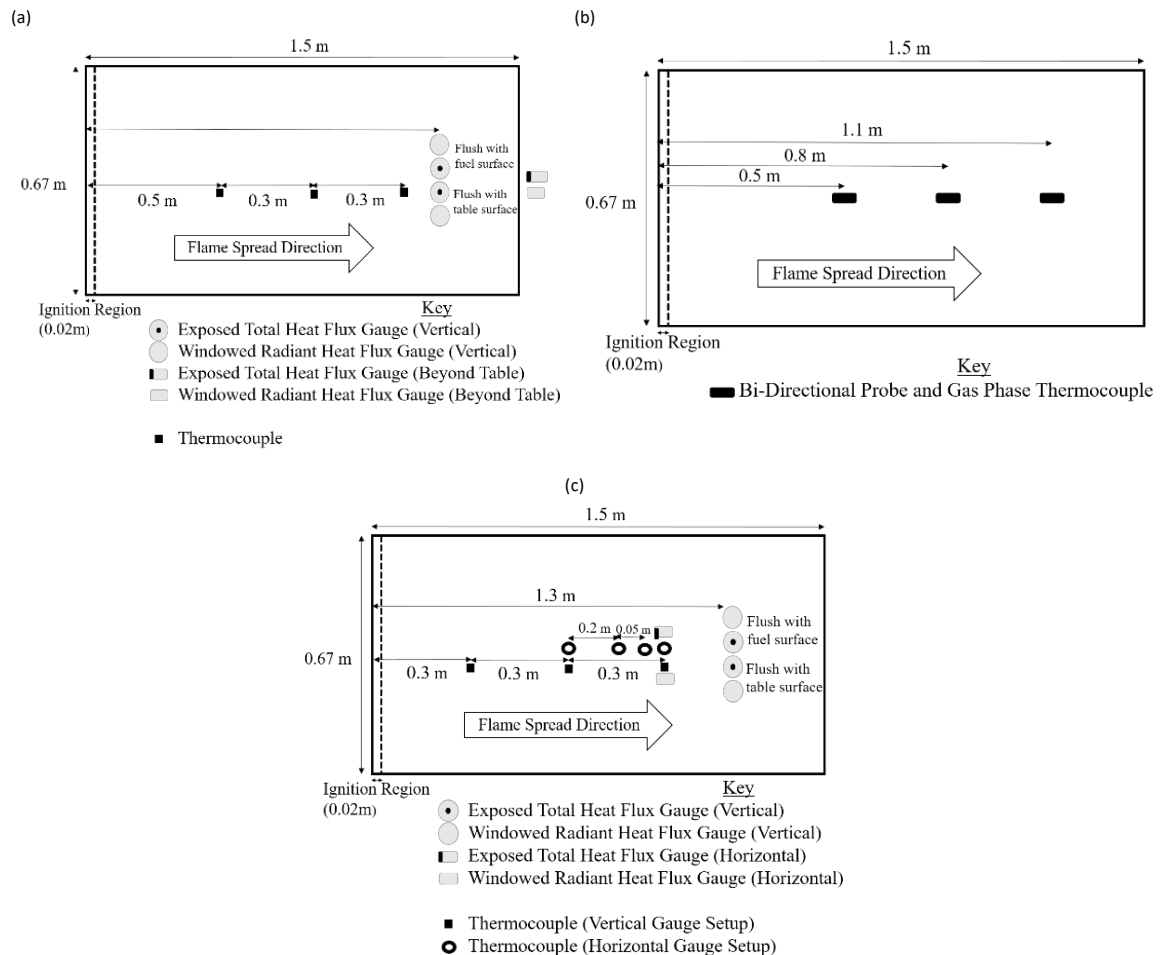 (a)
1.5 m
Flush with
fuel surface
0.67 m
0.5 m
0.3 m
0.3 m
Flush with
table surface
Flame Spread Direction
Ignition Region
(0.02m)
Key
Exposed Total Heat Flux Gauge (Vertical)
Windowed Radiant Heat Flux Gauge (Vertical)
Exposed Total Heat Flux Gauge (Beyond Table)
Windowed Radiant Heat Flux Gauge (Beyond Table)
Thermocouple
(b)
1.5 m
1.1 m
0.8 m
0.5 m
0.67 m
Flame Spread Direction
Ignition Region
(0.02m)
Key
Bi-Directional Probe and Gas Phase Thermocouple
(c)
1.5 m
1.3 m
0.2 m
0.05 m
Flush with
fuel surface
0.67 m
0.3 m
0.3 m
0.3 m
Flush with
table surface
Flame Spread Direction
Ignition Region
(0.02m)
Key
Exposed Total Heat Flux Gauge (Vertical)
Windowed Radiant Heat Flux Gauge (Vertical)
Exposed Total Heat Flux Gauge (Horizontal)
Windowed Radiant Heat Flux Gauge (Horizontal)
Thermocouple (Vertical Gauge Setup)
Thermocouple (Horizontal Gauge Setup)